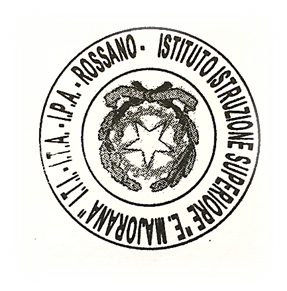 ISTITUTO ISTRUZIONE SUPERIORE "E. MAJORANA" I.T.I. - I.T.A. - I.P.A. - ROSSANO -